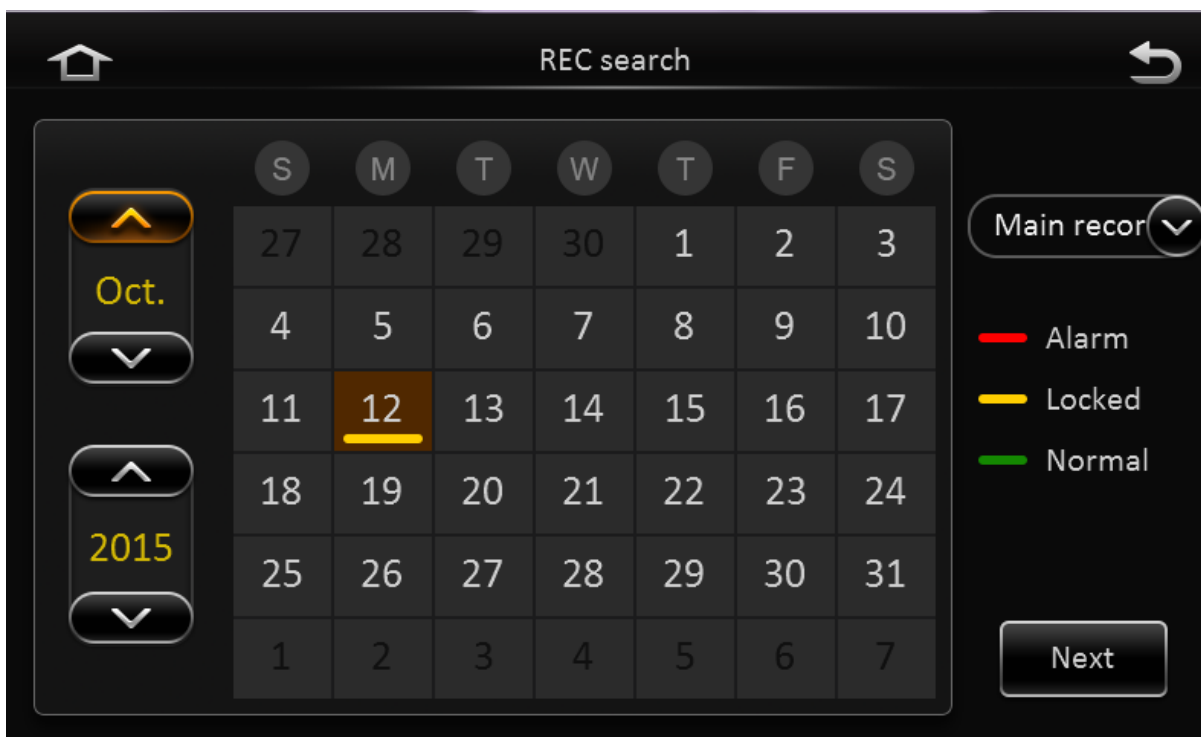 REC search
S M T W T F S
27 28 29 30 1 2 3
Main recor
Oct.
4 5 6 7 8 9 10
Alarm
11 12 13 14 15 16 17
Locked
Normal
18 19 20 21 22 23 24
2015
25 26 27 28 29 30 31
1 2 3 4 5 6 7
Next